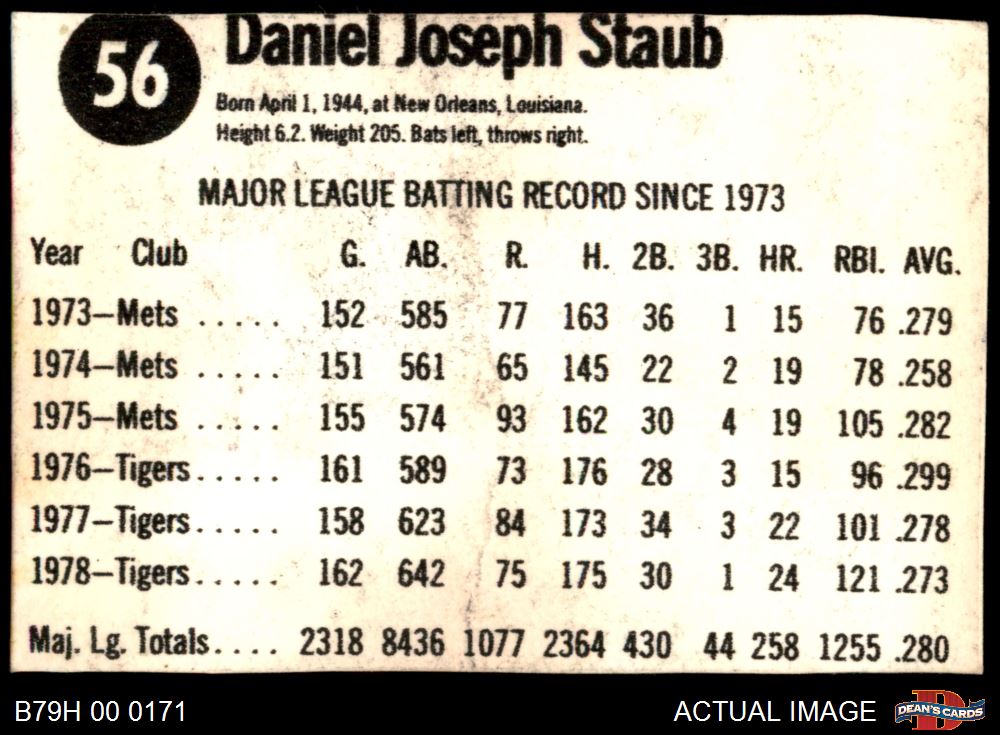 56
Daniel Joseph Staub
Born April 1, 1944, at New Orleans, Louisiana.
Height 6.2. Weight 205. Bats left, throws right.
MAJOR LEAGUE BATTING RECORD SINCE 1973
Year Club G. AB. R. H. 2B. 3B. HR. RBI. AVG.
1973—Mets ..... 152 585 77 163 36 1 15 76 .279
1974—Mets ..... 151 561 65 145 22 2 19 78 .258
1975—Mets ..... 155 574 93 162 30 4 19 105 .282
1976—Tigers..... 161 589 73 176 28 3 15 96 .299
1977—Tigers..... 158 623 84 173 34 3 22 101 .278
1978—Tigers..... 162 642 75 175 30 1 24 121 .273
Maj. Lg. Totals.... 2318 8436 1077 2364 430 44 258 1255 .280
B79H 00 0171
ACTUAL IMAGE
DEAN'S CARDS